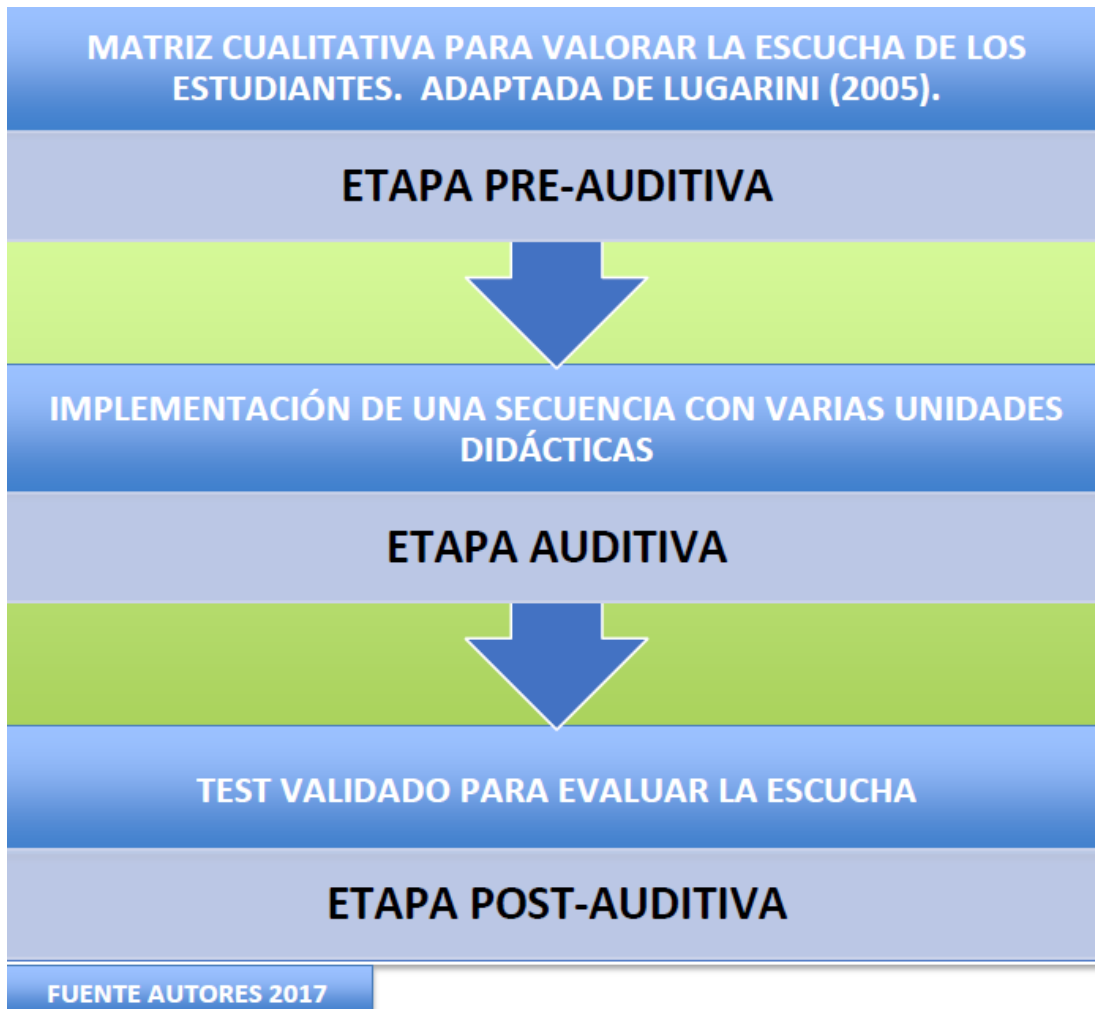 MATRIZ CUALITATIVA PARA VALORAR LA ESCUCHA DE LOS
ESTUDIANTES. ADAPTADA DE LUGARINI (2005).
ETAPA PRE-AUDITIVA
IMPLEMENTACIÓN DE UNA SECUENCIA CON VARIAS UNIDADES
DIDÁCTICAS
ETAPA AUDITIVA
TEST VALIDADO PARA EVALUAR LA ESCUCHA
ETAPA POST-AUDITIVA
FUENTE AUTORES 2017